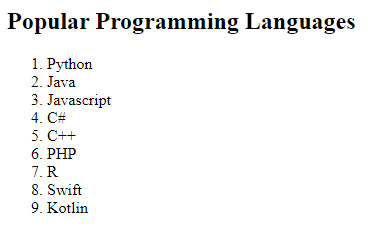 Popular Programming Languages
1. Python
2. Java
3. Javascript
4. C#
5. C++
6. PHP
7. R
8. Swift
9. Kotlin